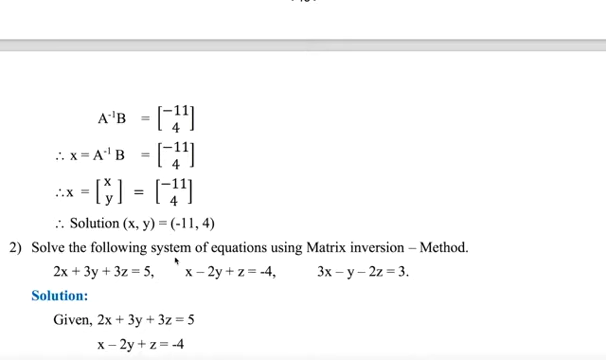 A⁻¹B = [−11 4]
∴ x = A⁻¹ B = [−11 4]
∴x = [x y] = [−11 4]
∴ Solution (x, y) = (-11, 4)
2) Solve the following system of equations using Matrix inversion – Method.
2x + 3y + 3z = 5, x – 2y + z = -4, 3x – y – 2z = 3.
Solution:
Given, 2x + 3y + 3z = 5
x – 2y + z = -4